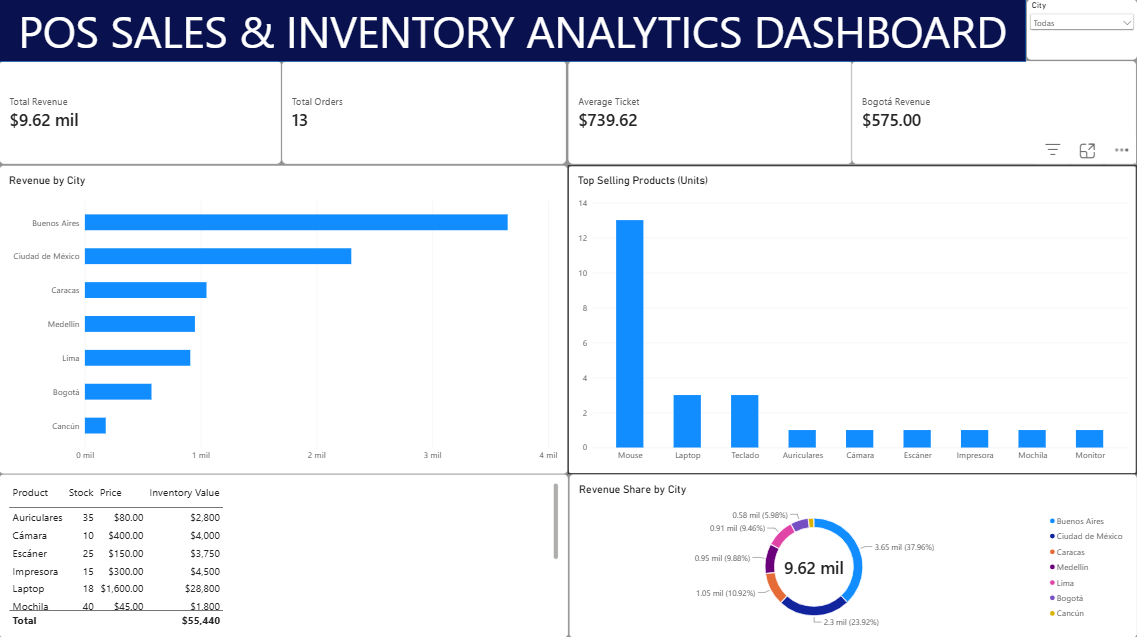 POS SALES & INVENTORY ANALYTICS DASHBOARD
City
Todas
Total Revenue
$9.62 mil
Total Orders
13
Average Ticket
$739.62
Bogotá Revenue
$575.00
Revenue by City
Buenos Aires
Ciudad de México
Caracas
Medellín
Lima
Bogotá
Cancún
0 mil 1 mil 2 mil 3 mil 4 mil
Top Selling Products (Units)
14
12
10
8
6
4
2
0
Mouse Laptop Teclado Auriculares Cámara Escáner Impresora Mochila Monitor
Product Stock Price Inventory Value
Auriculares 35 $80.00 $2,800
Cámara 10 $400.00 $4,000
Escáner 25 $150.00 $3,750
Impresora 15 $300.00 $4,500
Laptop 18 $1,600.00 $28,800
Mochila 40 $45.00 $1,800
Total $55,440
Revenue Share by City
0.58 mil (5.98%)
0.91 mil (9.46%)
0.95 mil (9.88%)
1.05 mil (10.92%)
3.65 mil (37.96%)
2.3 mil (23.92%)
9.62 mil
Buenos Aires
Ciudad de México
Caracas
Medellín
Lima
Bogotá
Cancún